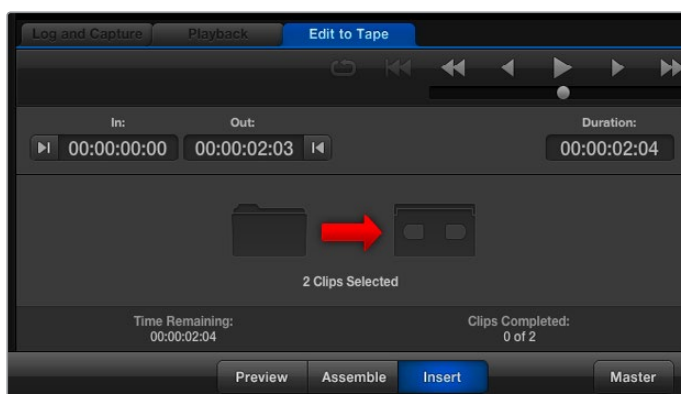 Log and Capture Playback Edit to Tape
In: Out: Duration:
00:00:00:00 00:00:02:03 00:00:02:04
2 Clips Selected
Time Remaining: Clips Completed:
00:00:02:04 0 of 2
Preview Assemble Insert Master